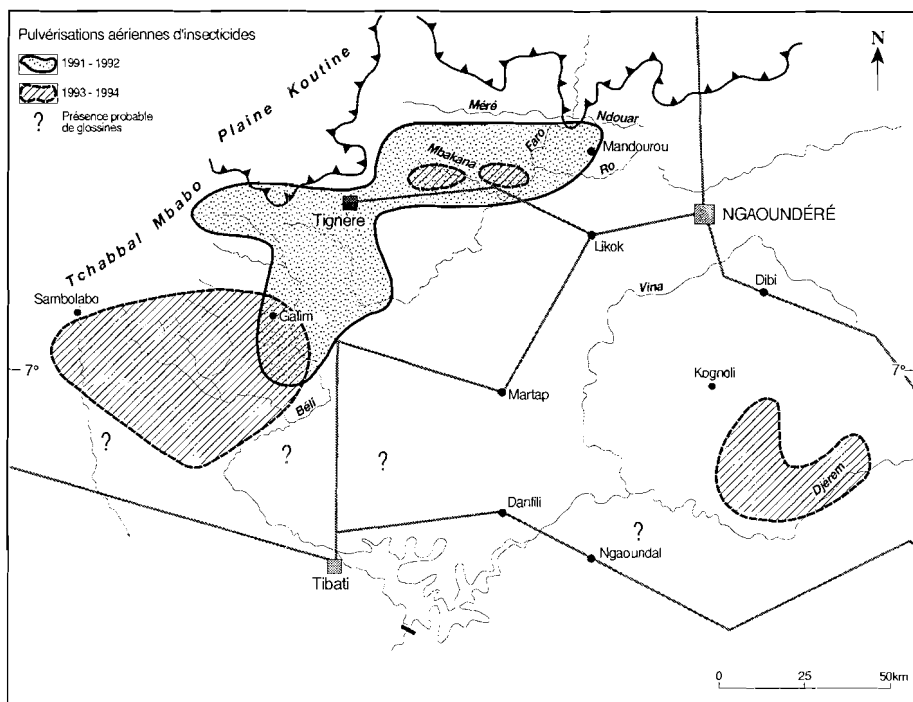 Pulvérisations aériennes d'insecticides
1991 - 1992
1993 - 1994
? Présence probable
de glossines
N
Plaine Koutine
Tchabbal Mbabo
Méré
Ndouar
Faro
Mandourou
Mbakana
Ro
Tignère
NGAOUNDÉRÉ
Likok
Vina
Dibi
Sambolabo
Galim
7°
7°
Kognoli
Martap
Béli
?
?
?
Djerem
Danfili
?
Ngaoundal
Tibati
0 25 50km